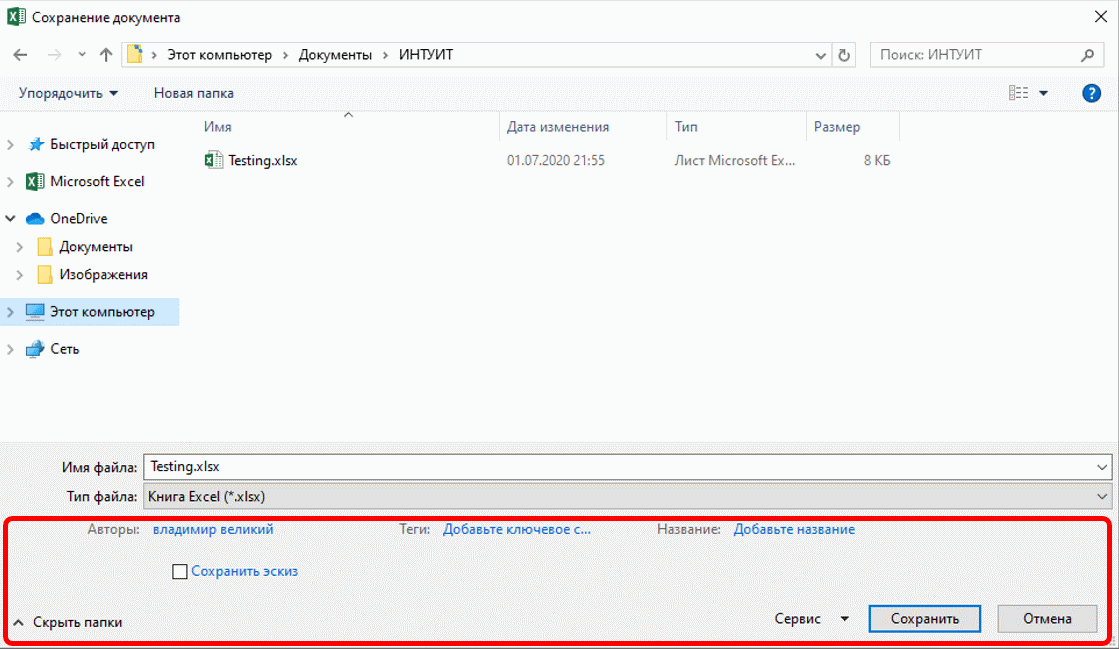 Сохранение документа
Этот компьютер > Документы > ИНТУИТ
Поиск: ИНТУИТ
Упорядочить
Новая папка
?
Имя
Дата изменения
Тип
Размер
Testing.xlsx
01.07.2020 21:55
Лист Microsoft Ex...
8 КБ
Быстрый доступ
Microsoft Excel
OneDrive
Документы
Изображения
Этот компьютер
Сеть
Имя файла: Testing.xlsx
Тип файла: Книга Excel (*.xlsx)
Авторы: владимир великий
Теги: Добавьте ключевое с...
Название: Добавьте название
Сохранить эскиз
Скрыть папки
Сервис
Сохранить
Отмена